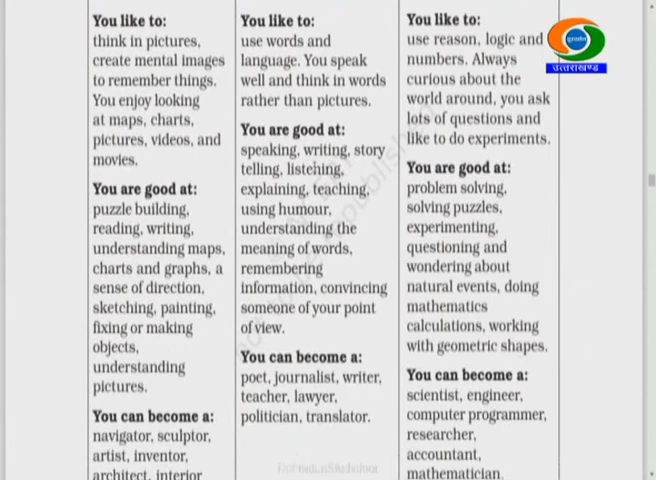 You like to:
think in pictures,
create mental images
to remember things.
You enjoy looking
at maps, charts,
pictures, videos, and
movies.
You are good at:
puzzle building,
reading, writing,
understanding maps,
charts and graphs, a
sense of direction,
sketching, painting,
fixing or making
objects,
understanding
pictures.
You can become a:
navigator, sculptor,
artist, inventor,
architect, interior
You like to:
use words and
language. You speak
well and think in words
rather than pictures.
You are good at:
speaking, writing, story
telling, listening,
explaining, teaching,
using humour,
understanding the
meaning of words,
remembering
information, convincing
someone of your point
of view.
You can become a:
poet, journalist, writer,
teacher, lawyer,
politician, translator.
You like to:
use reason, logic and
numbers. Always
curious about the
world around, you ask
lots of questions and
like to do experiments.
You are good at:
problem solving,
solving puzzles,
experimenting,
questioning and
wondering about
natural events, doing
mathematics
calculations, working
with geometric shapes.
You can become a:
scientist, engineer,
computer programmer,
researcher,
accountant,
mathematician.
उत्तराखण्ड